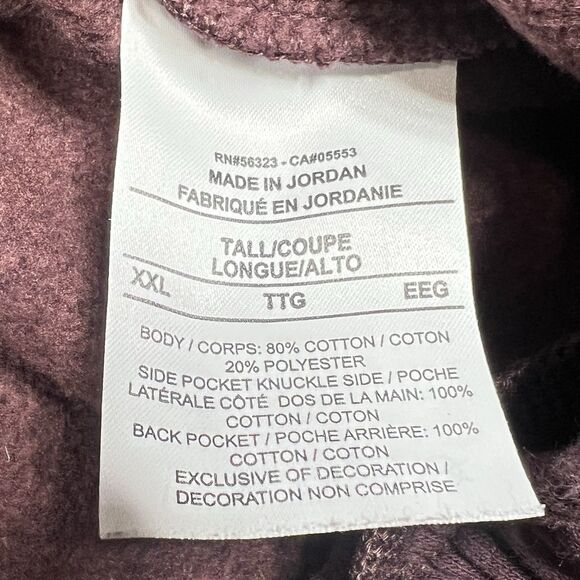 RN#56323 - CA#05553
MADE IN JORDAN
FABRIQUÉ EN JORDANIE
TALL/COUPE
LONGUE/ALTO
XXL TTG EEG
BODY / CORPS: 80% COTTON / COTON
20% POLYESTER
SIDE POCKET KNUCKLE SIDE / POCHE
LATÉRALE CÔTÉ DOS DE LA MAIN: 100%
COTTON / COTON
BACK POCKET / POCHE ARRIÈRE: 100%
COTTON / COTON
EXCLUSIVE OF DECORATION /
DECORATION NON COMPRISE